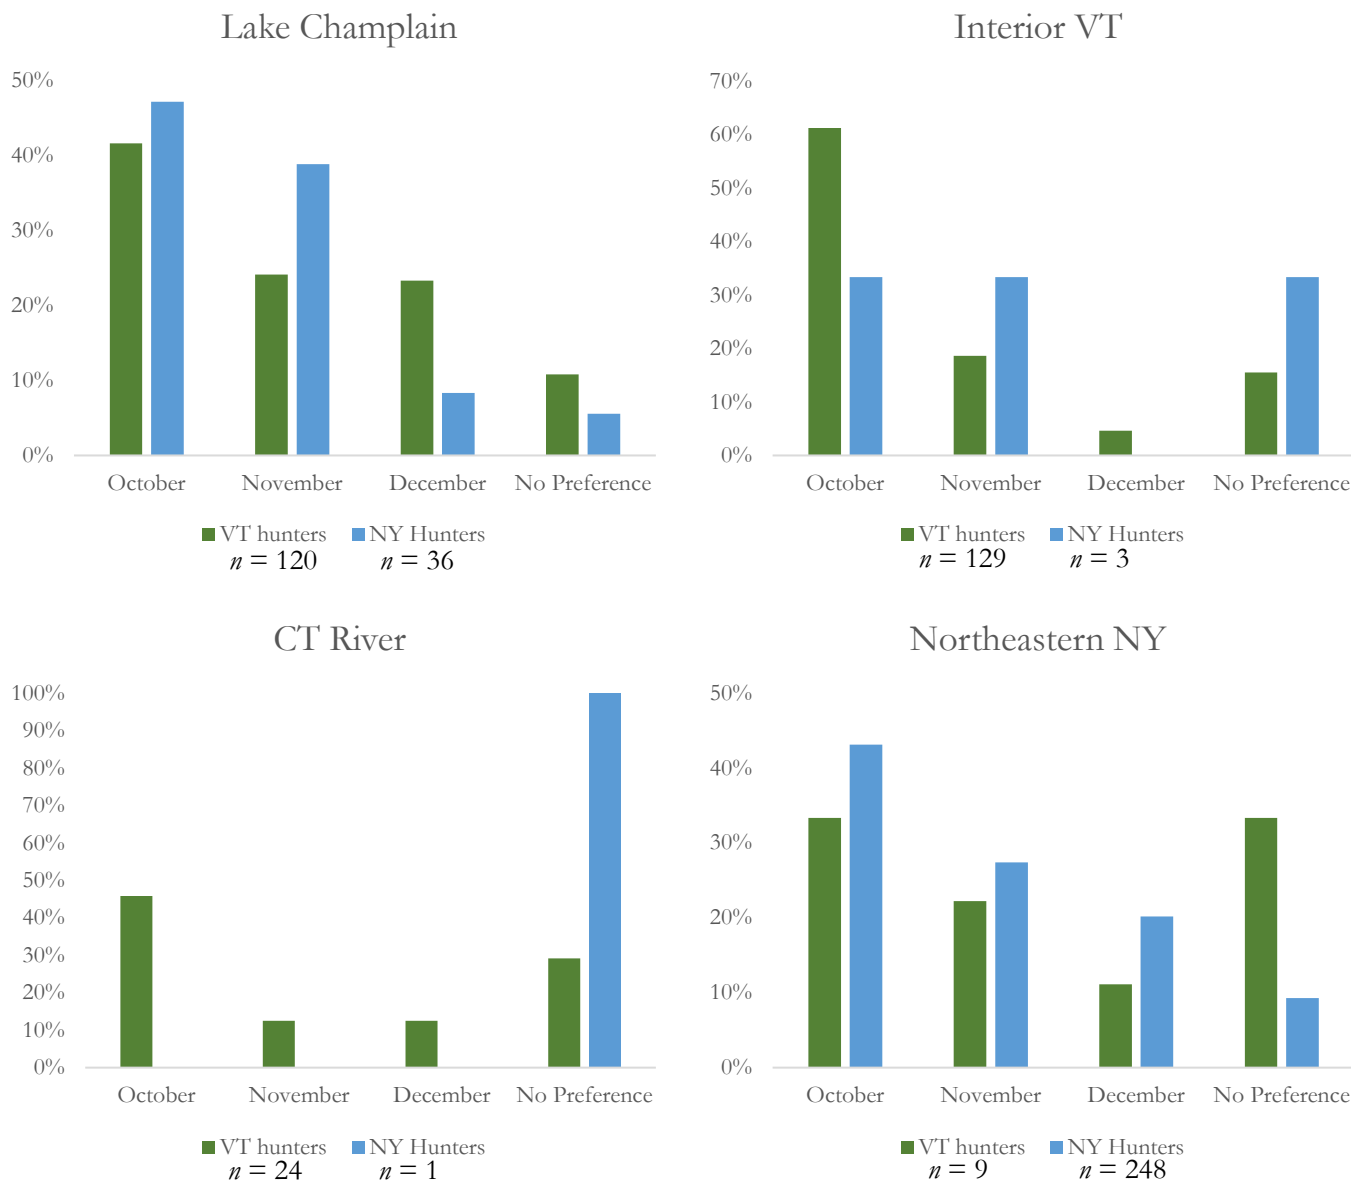 Lake Champlain
50%
40%
30%
20%
10%
0%
October November December No Preference
VT hunters NY Hunters
n = 120 n = 36
Interior VT
70%
60%
50%
40%
30%
20%
10%
0%
October November December No Preference
VT hunters NY Hunters
n = 129 n = 3
CT River
100%
90%
80%
70%
60%
50%
40%
30%
20%
10%
0%
October November December No Preference
VT hunters NY Hunters
n = 24 n = 1
Northeastern NY
50%
40%
30%
20%
10%
0%
October November December No Preference
VT hunters NY Hunters
n = 9 n = 248